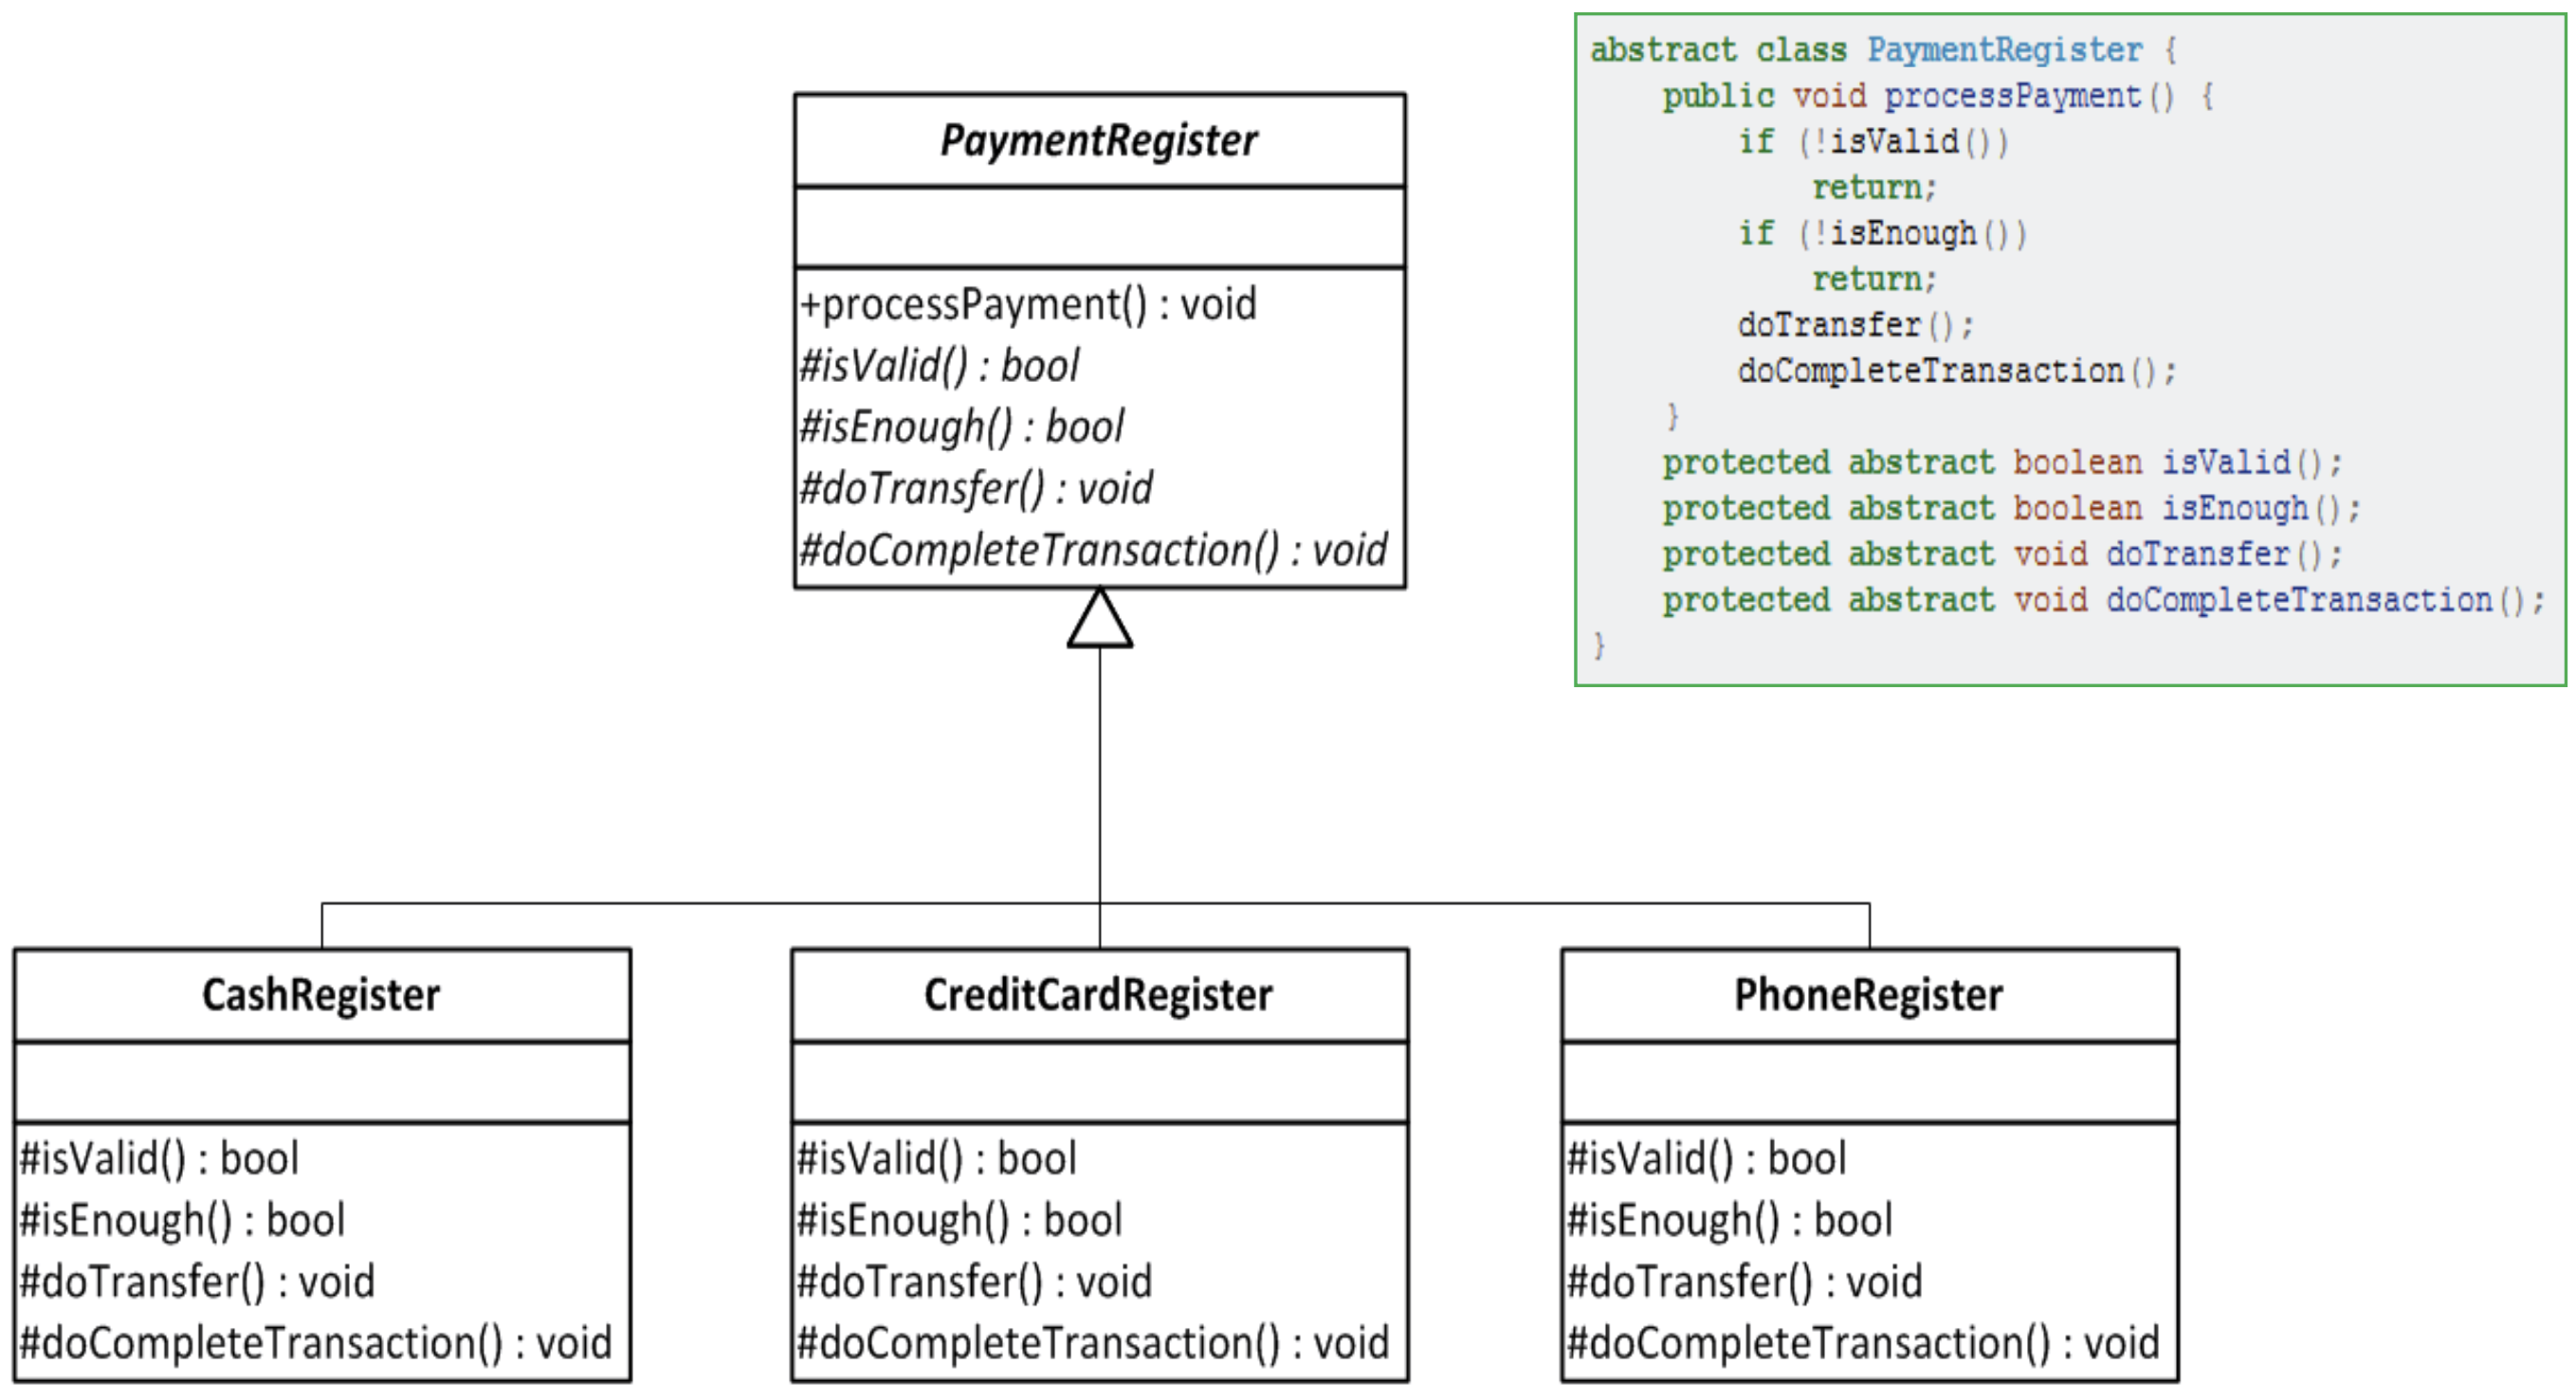 PaymentRegister
+processPayment() : void
#isValid() : bool
#isEnough() : bool
#doTransfer() : void
#doCompleteTransaction() : void
abstract class PaymentRegister {
public void processPayment() {
if (!isValid())
return;
if (!isEnough())
return;
doTransfer();
doCompleteTransaction();
}
protected abstract boolean isValid();
protected abstract boolean isEnough();
protected abstract void doTransfer();
protected abstract void doCompleteTransaction();
}
CashRegister
#isValid() : bool
#isEnough() : bool
#doTransfer() : void
#doCompleteTransaction() : void
CreditCardRegister
#isValid() : bool
#isEnough() : bool
#doTransfer() : void
#doCompleteTransaction() : void
PhoneRegister
#isValid() : bool
#isEnough() : bool
#doTransfer() : void
#doCompleteTransaction() : void